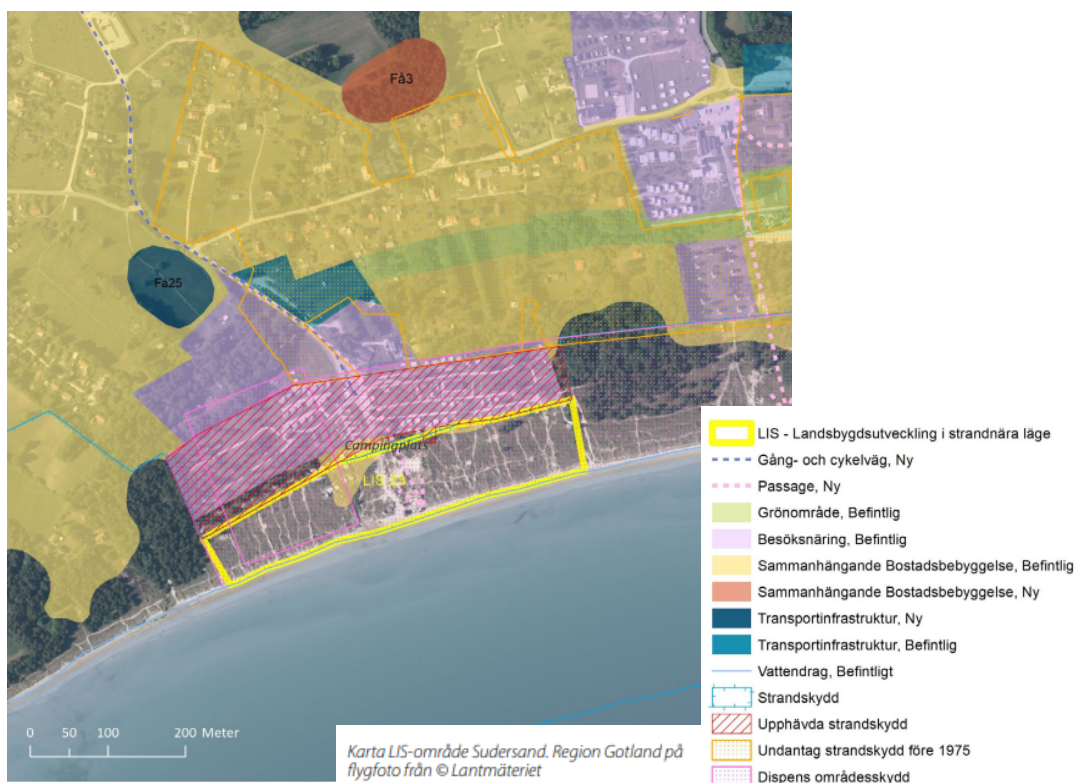 Få3
Få25
Campingplats
LIS 23
0 50 100 200 Meter
LIS - Landsbygdsutveckling i strandnära läge
Gång- och cykelväg, Ny
Passage, Ny
Grönområde, Befintlig
Besöksnäring, Befintlig
Sammanhängande Bostadsbebyggelse, Befintlig
Sammanhängande Bostadsbebyggelse, Ny
Transportinfrastruktur, Ny
Transportinfrastruktur, Befintlig
Vattendrag, Befintligt
Strandskydd
Upphävda strandskydd
Undantag strandskydd före 1975
Dispens områdesskydd
Karta LIS-område Sudersand. Region Gotland på
flygfoto från © Lantmäteriet